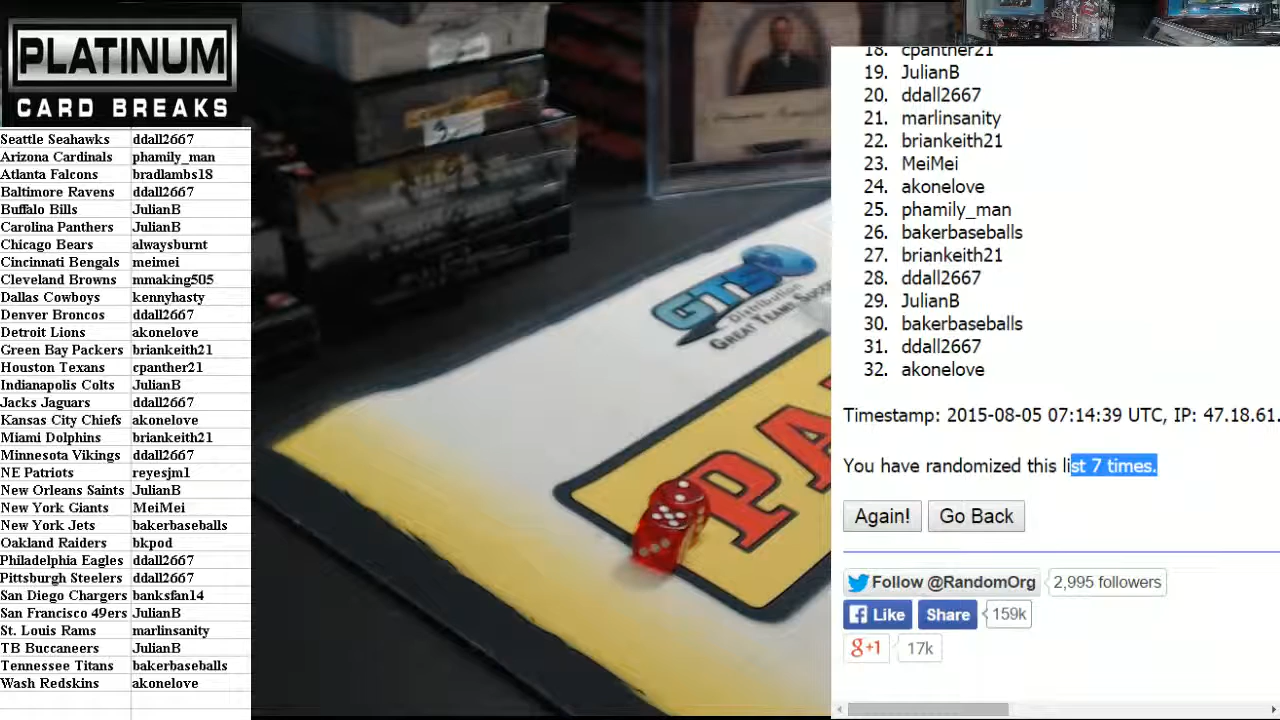 PLATINUM
CARD BREAKS
Seattle Seahawks ddall2667
Arizona Cardinals phamily_man
Atlanta Falcons bradlambs18
Baltimore Ravens ddall2667
Buffalo Bills JulianB
Carolina Panthers JulianB
Chicago Bears alwaysburnt
Cincinnati Bengals meimei
Cleveland Browns mmaking505
Dallas Cowboys kennyhasty
Denver Broncos ddall2667
Detroit Lions akonelove
Green Bay Packers briankeith21
Houston Texans cpanther21
Indianapolis Colts JulianB
Jacks Jaguars ddall2667
Kansas City Chiefs akonelove
Miami Dolphins briankeith21
Minnesota Vikings ddall2667
NE Patriots reyesjm1
New Orleans Saints JulianB
New York Giants MeiMei
New York Jets bakerbaseballs
Oakland Raiders bkpod
Philadelphia Eagles ddall2667
Pittsburgh Steelers ddall2667
San Diego Chargers banksfan14
San Francisco 49ers JulianB
St. Louis Rams marlinsanity
TB Buccaneers JulianB
Tennessee Titans bakerbaseballs
Wash Redskins akonelove
GTS
Distribution
GREAT TEAMS
PA
18. cpanther21
19. JulianB
20. ddall2667
21. marlinsanity
22. briankeith21
23. MeiMei
24. akonelove
25. phamily_man
26. bakerbaseballs
27. briankeith21
28. ddall2667
29. JulianB
30. bakerbaseballs
31. ddall2667
32. akonelove
Timestamp: 2015-08-05 07:14:39 UTC, IP: 47.18.61.
You have randomized this list 7 times.
Again! Go Back
Follow @RandomOrg 2,995 followers
Like Share 159k
g+1 17k